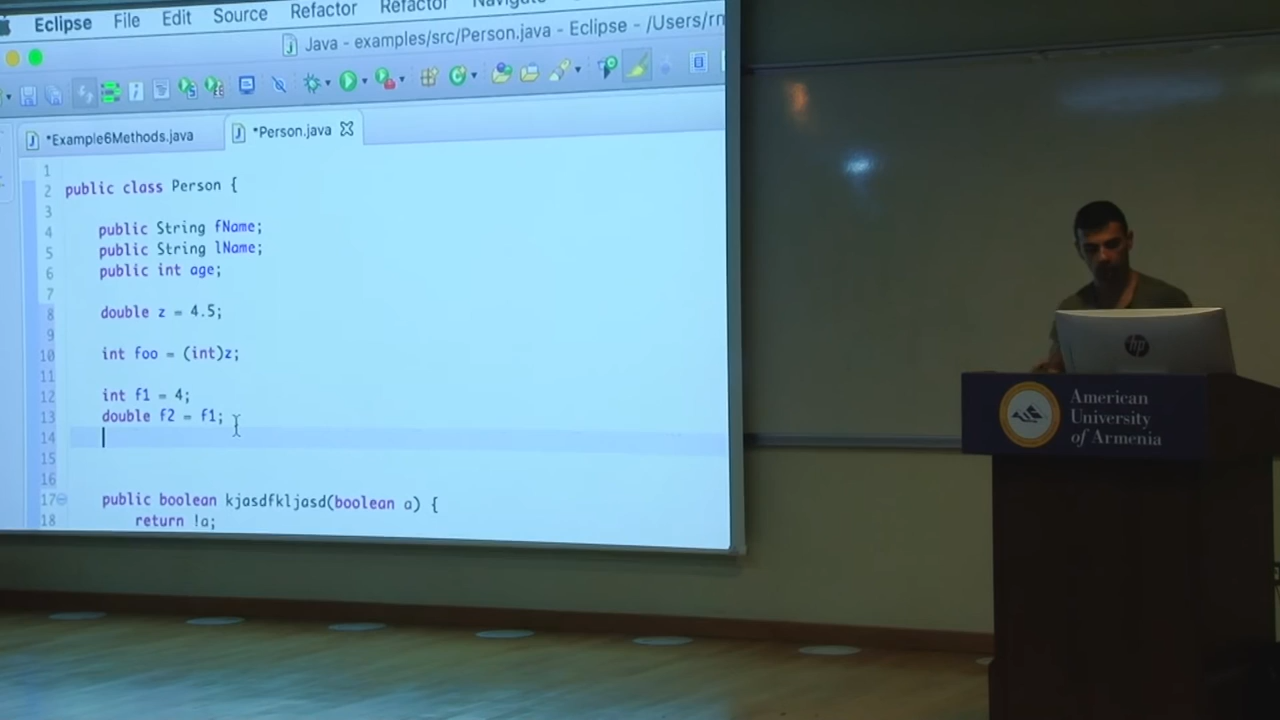 Eclipse File Edit Source Refactor Refactor Navigate
Java - examples/src/Person.java - Eclipse - /Users/rn
*Example6Methods.java
*Person.java
1
2 public class Person {
3
4 public String fName;
5 public String lName;
6 public int age;
7
8 double z = 4.5;
9
10 int foo = (int)z;
11
12 int f1 = 4;
13 double f2 = f1;
14
15
16
17 public boolean kjasdfkljasd(boolean a) {
18 return !a;
hp
American
University
of Armenia